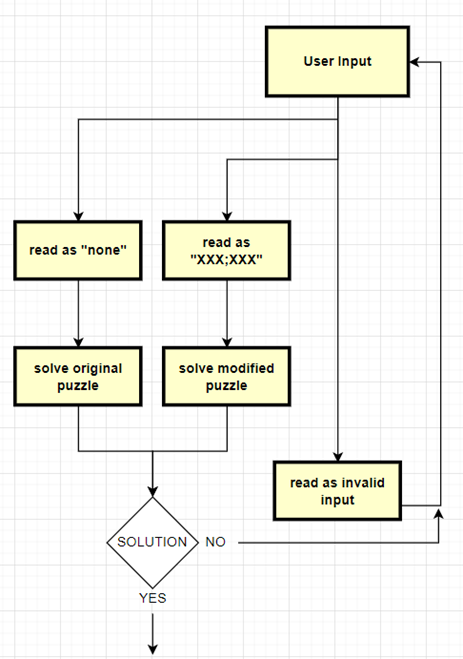 User Input
read as "none"
read as
"XXX;XXX"
solve original
puzzle
solve modified
puzzle
read as invalid
input
SOLUTION
NO
YES